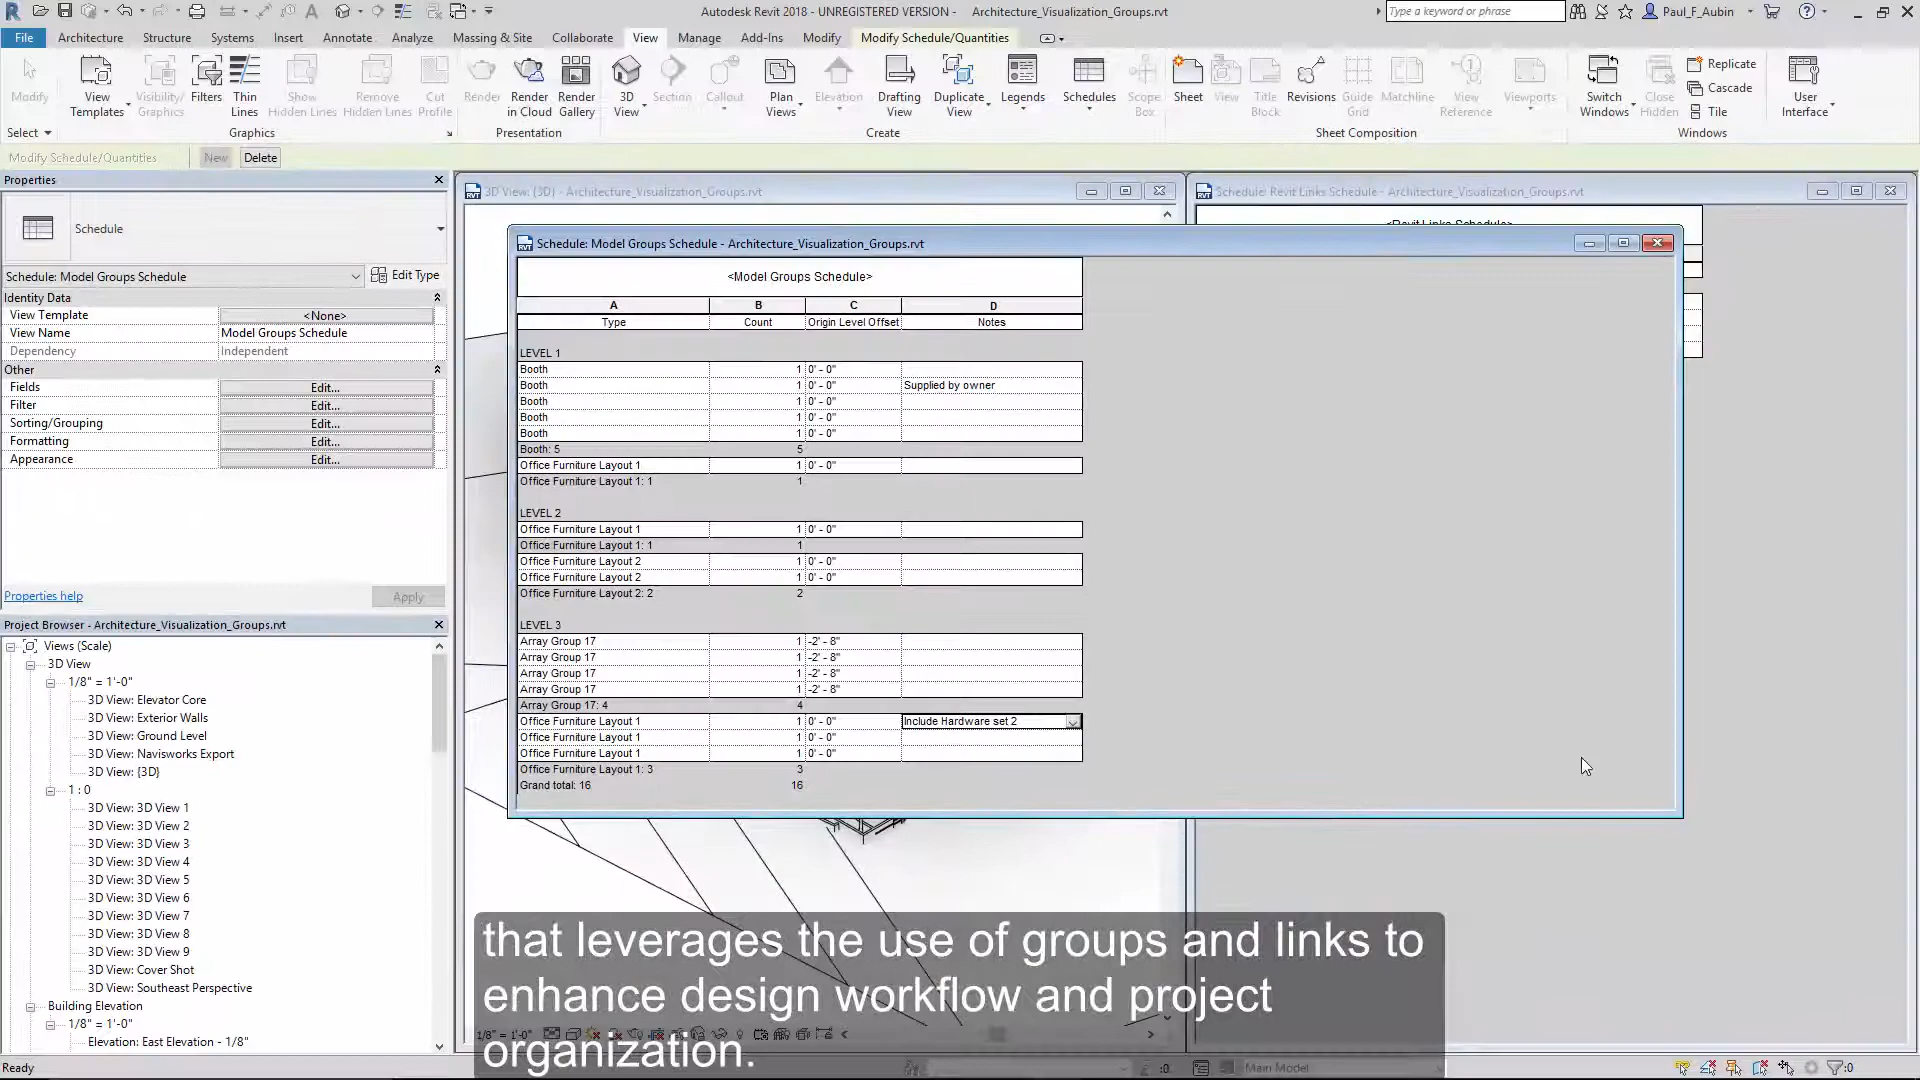 Autodesk Revit 2018 - UNREGISTERED VERSION - Architecture_Visualization_Groups.rvt
Type a keyword or phrase
Paul_F_Aubin
File Architecture Structure Systems Insert Annotate Analyze Massing & Site Collaborate View Manage Add-Ins Modify Modify Schedule/Quantities
Modify
View Templates
Visibility/ Graphics
Filters
Thin Lines
Show Hidden Lines
Remove Hidden Lines
Cut Profile
Render
Render in Cloud
Render Gallery
3D View
Section
Callout
Plan Views
Elevation
Drafting View
Duplicate View
Legends
Schedules
Scope Box
Sheet
View
Title Block
Revisions
Guide Grid
Matchline
View Reference
Viewports
Switch Windows
Close Hidden
Replicate
Cascade
Tile
User Interface
Select Graphics Presentation Create Sheet Composition Windows
Modify Schedule/Quantities New Delete
Properties
Schedule
Schedule: Model Groups Schedule Edit Type
Identity Data
View Template <None>
View Name Model Groups Schedule
Dependency Independent
Other
Fields Edit...
Filter Edit...
Sorting/Grouping Edit...
Formatting Edit...
Appearance Edit...
Properties help Apply
Project Browser - Architecture_Visualization_Groups.rvt
Views (Scale)
3D View
1/8" = 1'-0"
3D View: Elevator Core
3D View: Exterior Walls
3D View: Ground Level
3D View: Navisworks Export
3D View: {3D}
1 : 0
3D View: 3D View 1
3D View: 3D View 2
3D View: 3D View 3
3D View: 3D View 4
3D View: 3D View 5
3D View: 3D View 6
3D View: 3D View 7
3D View: 3D View 8
3D View: 3D View 9
3D View: Cover Shot
3D View: Southeast Perspective
Building Elevation
1/8" = 1'-0"
Elevation: East Elevation - 1/8"
Ready
3D View: {3D} - Architecture_Visualization_Groups.rvt
Schedule: Revit Links Schedule - Architecture_Visualization_Groups.rvt
<Revit Links Schedule>
Schedule: Model Groups Schedule - Architecture_Visualization_Groups.rvt
<Model Groups Schedule>
A B C D
Type Count Origin Level Offset Notes
LEVEL 1
Booth 1 0' - 0"
Booth 1 0' - 0" Supplied by owner
Booth 1 0' - 0"
Booth 1 0' - 0"
Booth 1 0' - 0"
Booth: 5 5
Office Furniture Layout 1 1 0' - 0"
Office Furniture Layout 1: 1 1
LEVEL 2
Office Furniture Layout 1 1 0' - 0"
Office Furniture Layout 1: 1 1
Office Furniture Layout 2 1 0' - 0"
Office Furniture Layout 2 1 0' - 0"
Office Furniture Layout 2: 2 2
LEVEL 3
Array Group 17 1 -2' - 8"
Array Group 17 1 -2' - 8"
Array Group 17 1 -2' - 8"
Array Group 17 1 -2' - 8"
Array Group 17: 4 4
Office Furniture Layout 1 1 0' - 0" Include Hardware set 2
Office Furniture Layout 1 1 0' - 0"
Office Furniture Layout 1 1 0' - 0"
Office Furniture Layout 1: 3 3
Grand total: 16 16
that leverages the use of groups and links to
enhance design workflow and project
organization.
1/8" = 1'-0"
:0 Main Model :0